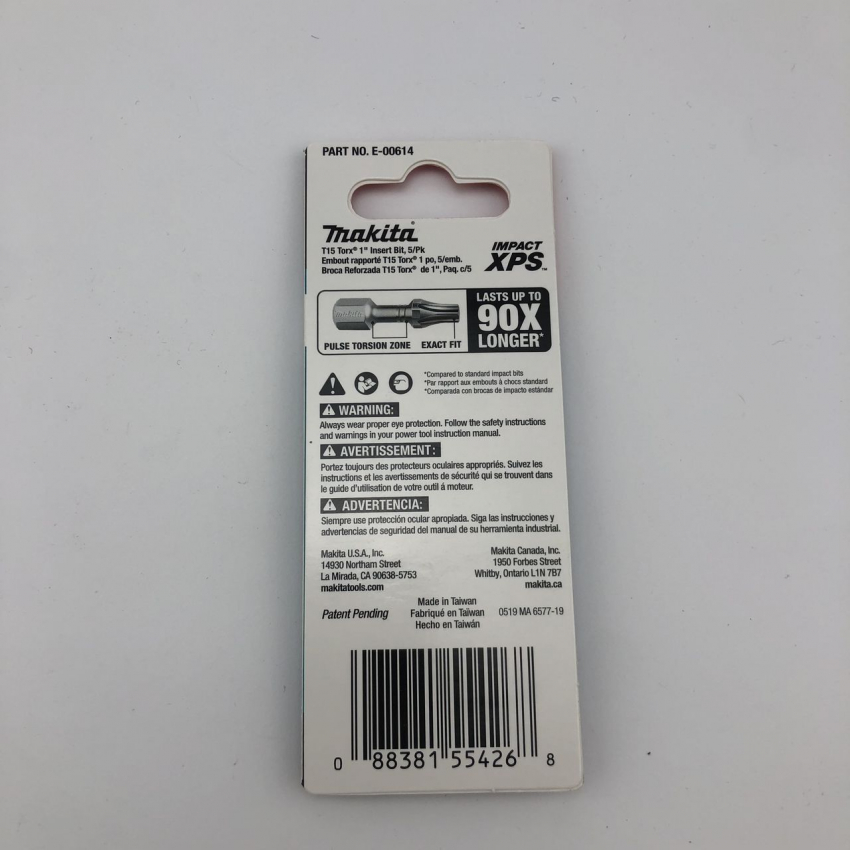 PART NO. E-00614
makita
T15 Torx® 1" Insert Bit, 5/Pk
Embout rapporté T15 Torx® 1 po, 5/emb.
Broca Reforzada T15 Torx® de 1", Paq. c/5
IMPACT
XPS™
makita
PULSE TORSION ZONE EXACT FIT
LASTS UP TO
90X
LONGER*
*Compared to standard impact bits
*Par rapport aux embouts à chocs standard
*Comparada con brocas de impacto estándar
WARNING:
Always wear proper eye protection. Follow the safety instructions
and warnings in your power tool instruction manual.
AVERTISSEMENT:
Portez toujours des protecteurs oculaires appropriés. Suivez les
instructions et les avertissements de sécurité qui se trouvent dans
le guide d'utilisation de votre outil á moteur.
ADVERTENCIA:
Siempre use protección ocular apropiada. Siga las instrucciones y
advertencias de seguridad del manual de su herramienta industrial.
Makita U.S.A., Inc.
14930 Northam Street
La Mirada, CA 90638-5753
makitatools.com
Makita Canada, Inc.
1950 Forbes Street
Whitby, Ontario L1N 7B7
makita.ca
Patent Pending
Made in Taiwan
Fabriqué en Taïwan
Hecho en Taiwán
0519 MA 6577-19
0 88381 55426 8